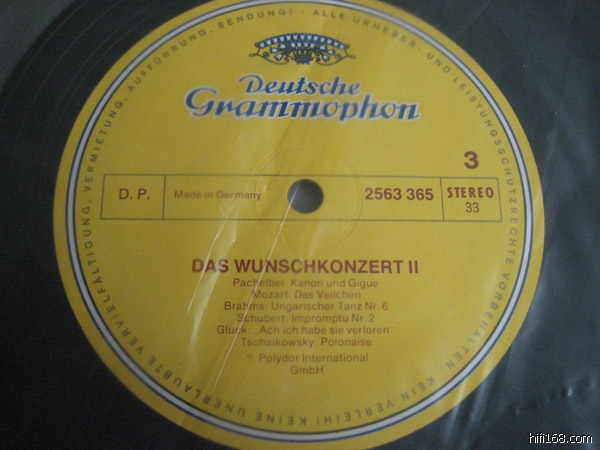 KEINE UNERLAUBTE VERVIELFÄLTIGUNG, VERMIETUNG, AUFFÜHRUNG, SENDUNG! - ALLE URHEBER- UND LEISTUNGSSCHUTZRECHTE VORBEHALTEN. KEIN VERLEIH!
Deutsche
Grammophon
3
D. P.
Made in Germany
2563 365
STEREO
33
DAS WUNSCHKONZERT II
Pachelbel: Kanon und Gigue
Mozart: Das Veilchen
Brahms: Ungarischer Tanz Nr. 6
Schubert: Impromptu Nr. 2
Gluck: „Ach ich habe sie verloren"
Tschaikowsky: Polonaise
℗ Polydor International
GmbH
hifi168.com